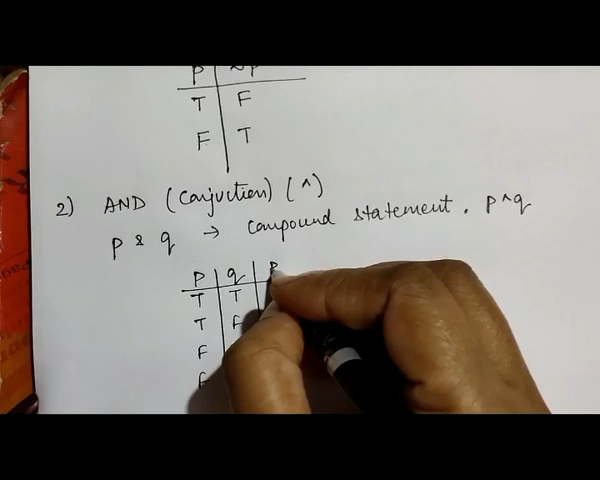 P | ~P
T | F
F | T
2) AND (conjuction) (^)
p & q → compound statement. p^q
P | q | P
T | T
T | F
F
F